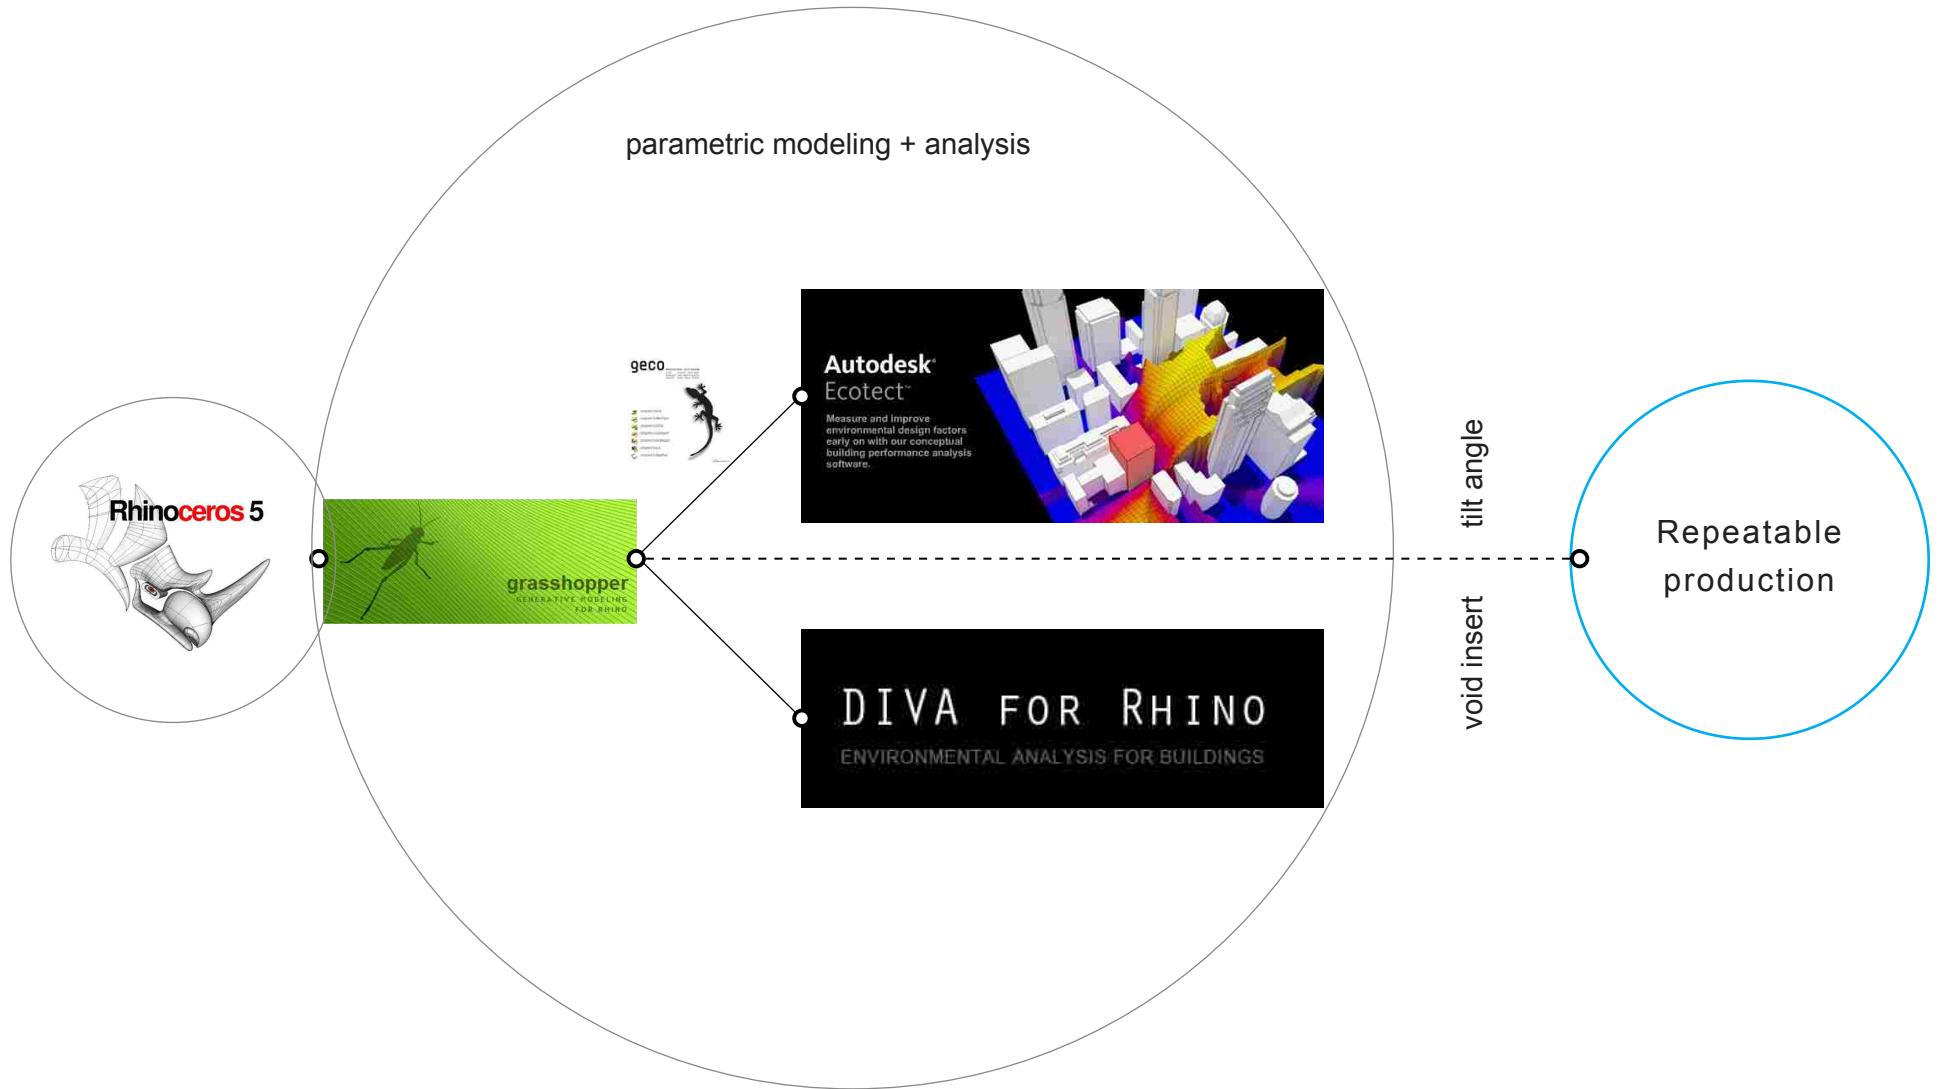 parametric modeling + analysis
geco
Autodesk®
Ecotect™
Measure and improve
environmental design factors
early on with our conceptual
building performance analysis
software.
Rhinoceros 5
grasshopper
GENERATIVE MODELING
FOR RHINO
tilt angle
void insert
Repeatable
production
DIVA FOR RHINO
ENVIRONMENTAL ANALYSIS FOR BUILDINGS